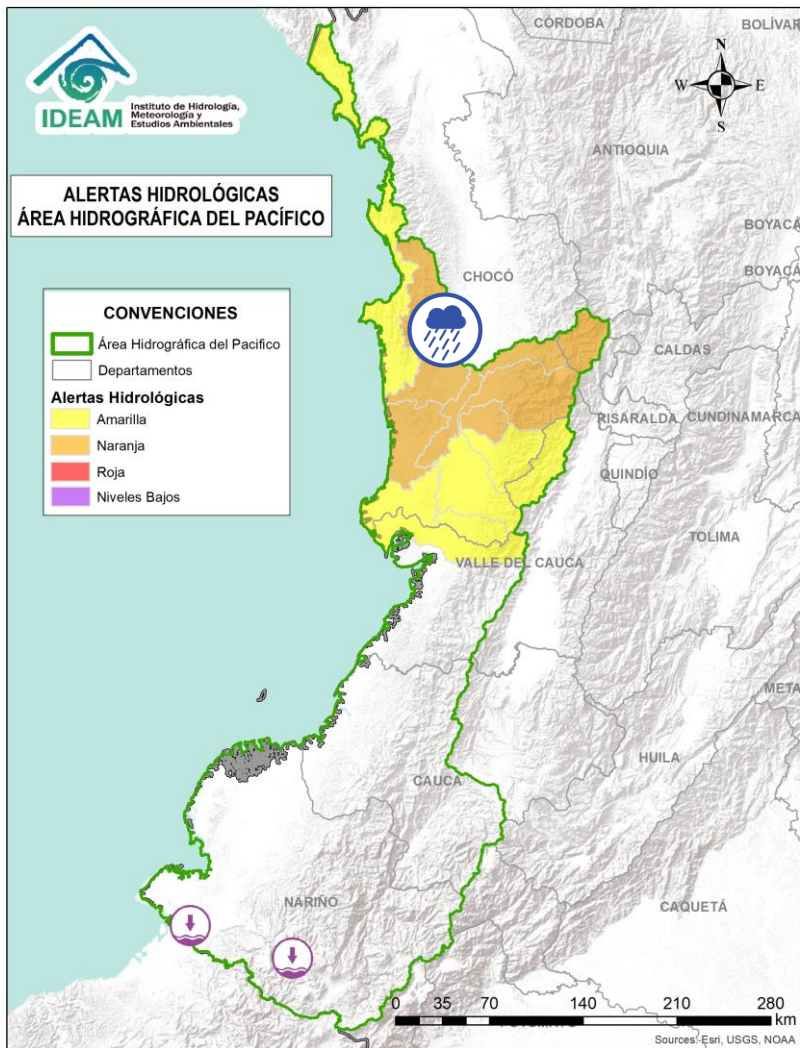 IDEAM
Instituto de Hidrología,
Meteorología y
Estudios Ambientales
ALERTAS HIDROLÓGICAS
ÁREA HIDROGRÁFICA DEL PACÍFICO
CONVENCIONES
Área Hidrográfica del Pacifico
Departamentos
Alertas Hidrológicas
Amarilla
Naranja
Roja
Niveles Bajos
N
W
E
S
CÓRDOBA
BOLÍVAR
ANTIOQUIA
BOYACÁ
BOYACÁ
CHOCÓ
CALDAS
RISARALDA
CUNDINAMARCA
QUINDÍO
TOLIMA
VALLE DEL CAUCA
META
HUILA
CAUCA
NARIÑO
CAQUETÁ
0 35 70 140 210 280
km
Sources: Esri, USGS, NOAA